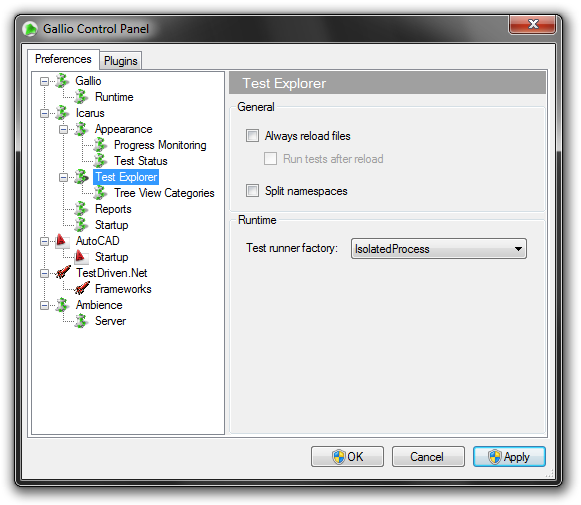 Gallio Control Panel
Preferences
Plugins
Gallio
Runtime
Icarus
Appearance
Progress Monitoring
Test Status
Test Explorer
Tree View Categories
Reports
Startup
AutoCAD
Startup
TestDriven.Net
Frameworks
Ambience
Server
Test Explorer
General
Always reload files
Run tests after reload
Split namespaces
Runtime
Test runner factory: IsolatedProcess
OK
Cancel
Apply